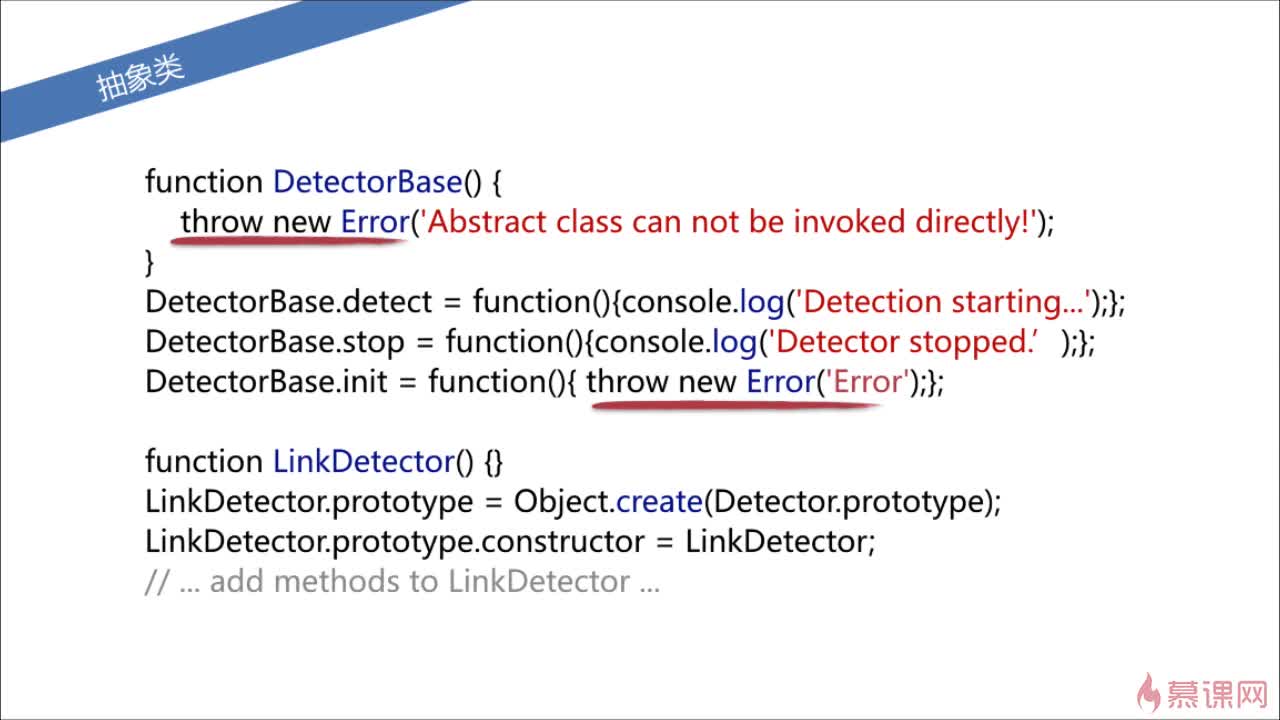 抽象类
function DetectorBase() {
throw new Error('Abstract class can not be invoked directly!');
}
DetectorBase.detect = function(){console.log('Detection starting...');};
DetectorBase.stop = function(){console.log('Detector stopped.’ );};
DetectorBase.init = function(){ throw new Error('Error');};
function LinkDetector() {}
LinkDetector.prototype = Object.create(Detector.prototype);
LinkDetector.prototype.constructor = LinkDetector;
// ... add methods to LinkDetector ...
慕课网